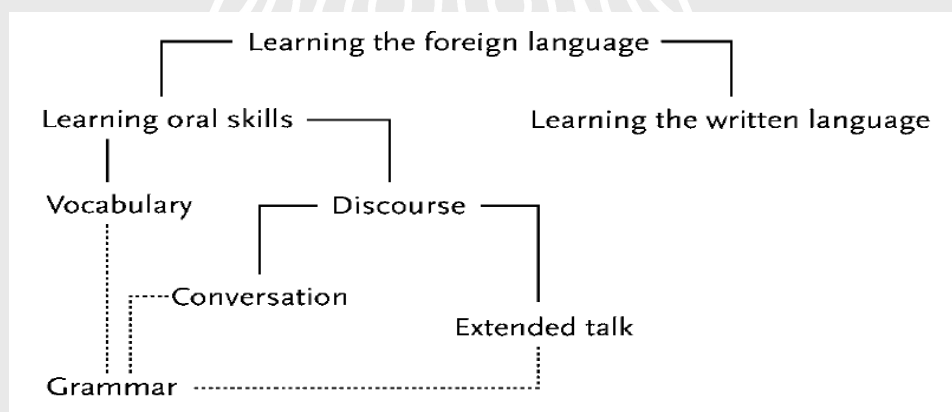 Learning the foreign language
Learning oral skills
Learning the written language
Vocabulary
Discourse
Conversation
Extended talk
Grammar